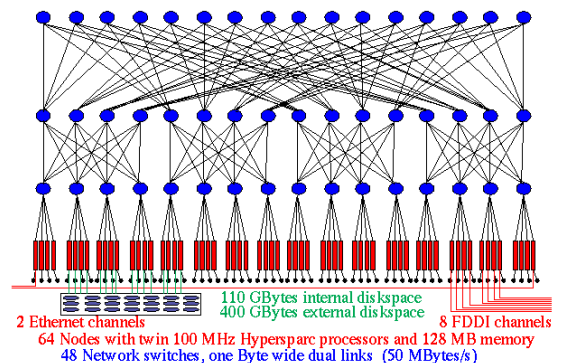 110 GBytes internal diskspace
400 GBytes external diskspace
2 Ethernet channels
8 FDDI channels
64 Nodes with twin 100 MHz Hypersparc processors and 128 MB memory
48 Network switches, one Byte wide dual links (50 MBytes/s)